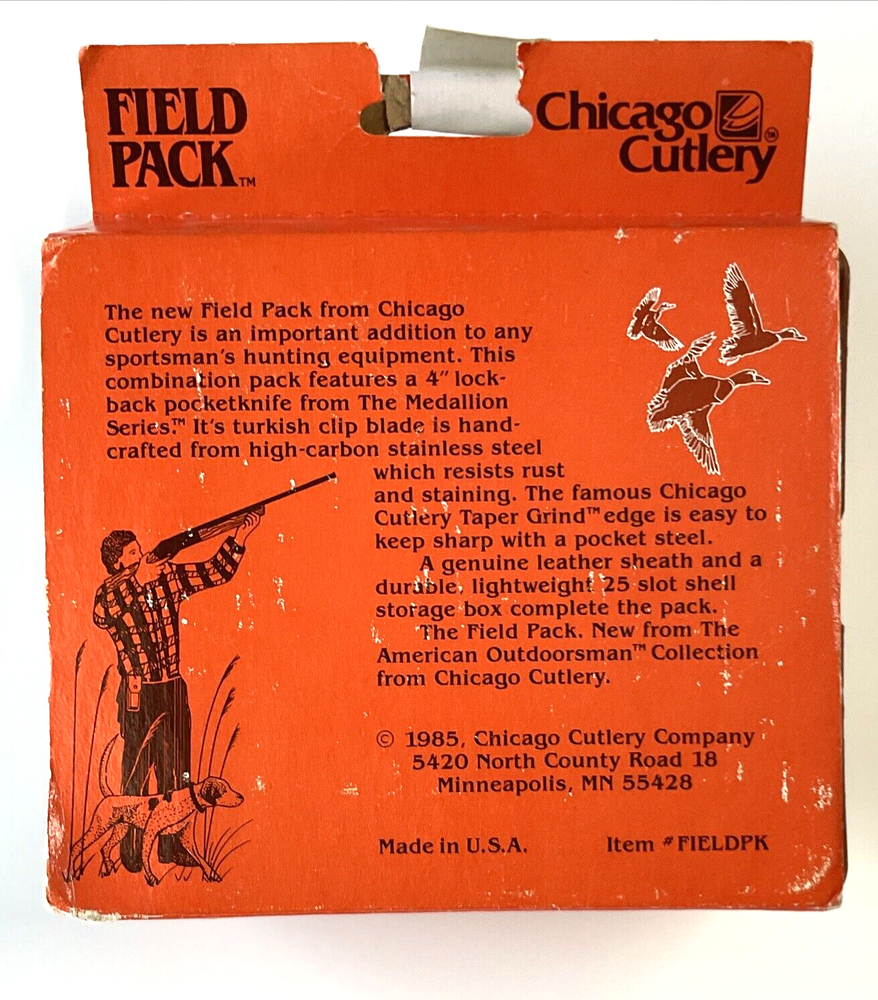 FIELD
PACK™
Chicago
Cutlery
The new Field Pack from Chicago
Cutlery is an important addition to any
sportsman's hunting equipment. This
combination pack features a 4" lock-
back pocketknife from The Medallion
Series.™ It's turkish clip blade is hand-
crafted from high-carbon stainless steel
which resists rust
and staining. The famous Chicago
Cutlery Taper Grind™ edge is easy to
keep sharp with a pocket steel.
A genuine leather sheath and a
durable, lightweight 25 slot shell
storage box complete the pack.
The Field Pack. New from The
American Outdoorsman™ Collection
from Chicago Cutlery.
© 1985, Chicago Cutlery Company
5420 North County Road 18
Minneapolis, MN 55428
Made in U.S.A.
Item #FIELDPK